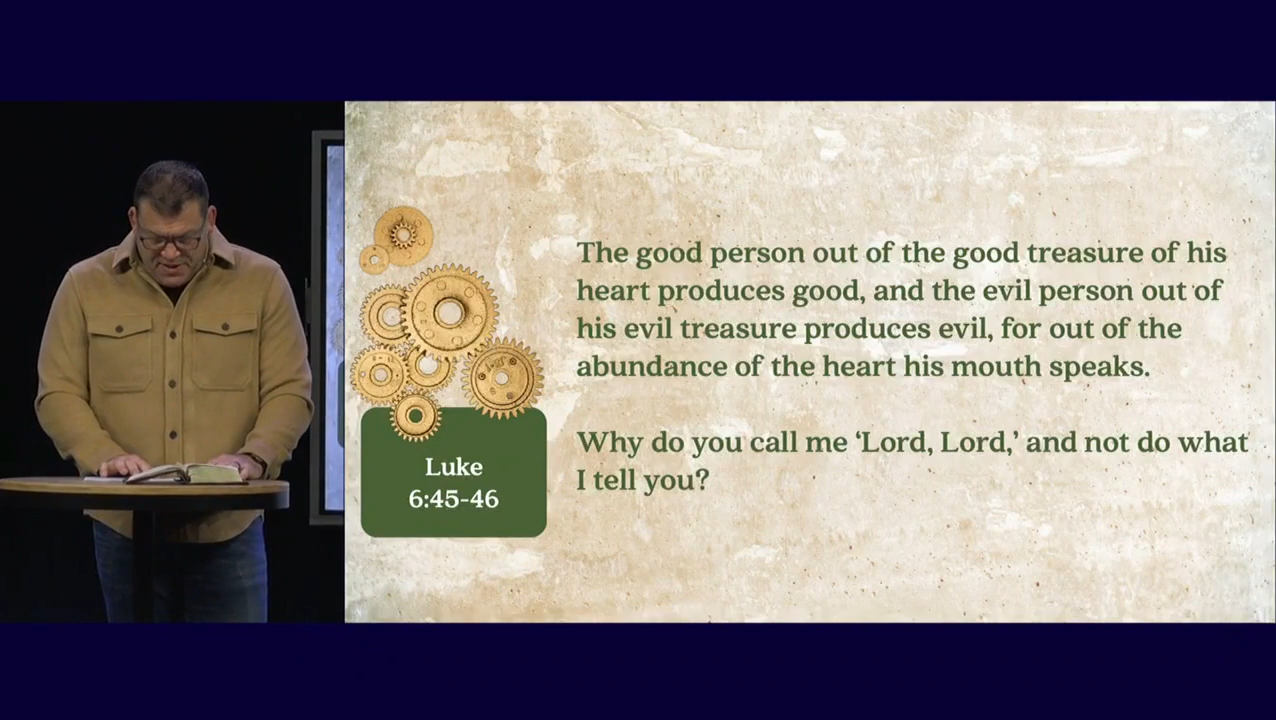 Luke
6:45-46
The good person out of the good treasure of his
heart produces good, and the evil person out of
his evil treasure produces evil, for out of the
abundance of the heart his mouth speaks.
Why do you call me ‘Lord, Lord,’ and not do what
I tell you?